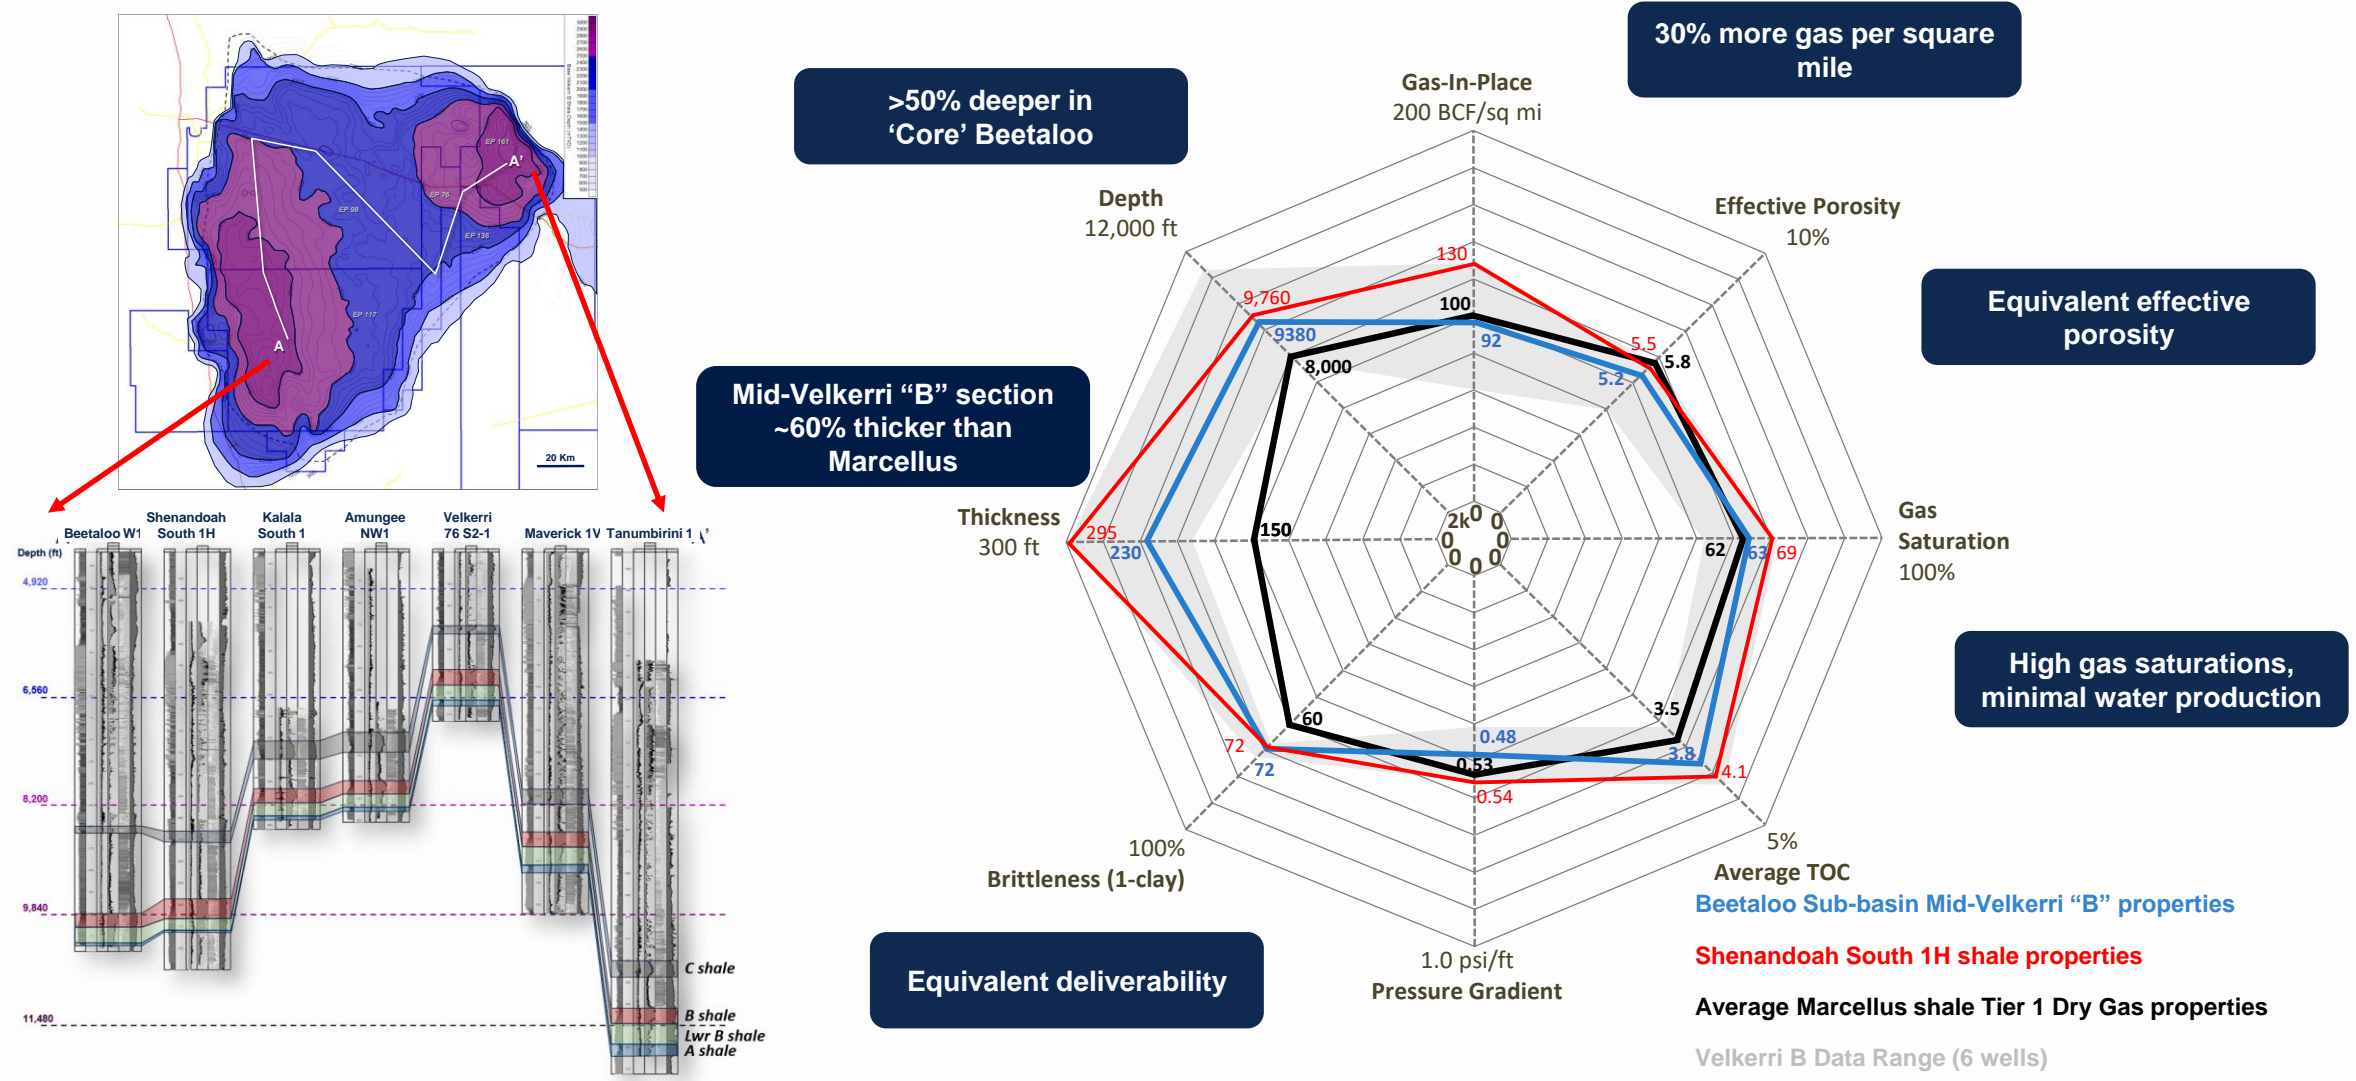 30% more gas per square
mile
>50% deeper in
‘Core’ Beetaloo
Mid-Velkerri “B” section
~60% thicker than
Marcellus
Equivalent effective
porosity
High gas saturations,
minimal water production
Equivalent deliverability
EP 161
A’
EP 76
EP 98
EP 136
EP 117
A
20 Km
Beetaloo W1
Shenandoah
South 1H
Kalala
South 1
Amungee
NW1
Velkerri
76 S2-1
Maverick 1V
Tanumbirini 1
Depth (ft)
4,920
6,560
8,200
9,840
11,480
C shale
B shale
Lwr B shale
A shale
Gas-In-Place
200 BCF/sq mi
Effective Porosity
10%
Gas
Saturation
100%
5%
Average TOC
1.0 psi/ft
Pressure Gradient
100%
Brittleness (1-clay)
Thickness
300 ft
Depth
12,000 ft
130
100
92
5.5
5.8
5.2
62
63
69
3.5
3.8
4.1
0.48
0.53
0.54
60
72
72
295
230
150
9,760
9380
8,000
2k
0
0
0
0
0
0
0
Beetaloo Sub-basin Mid-Velkerri “B” properties
Shenandoah South 1H shale properties
Average Marcellus shale Tier 1 Dry Gas properties
Velkerri B Data Range (6 wells)